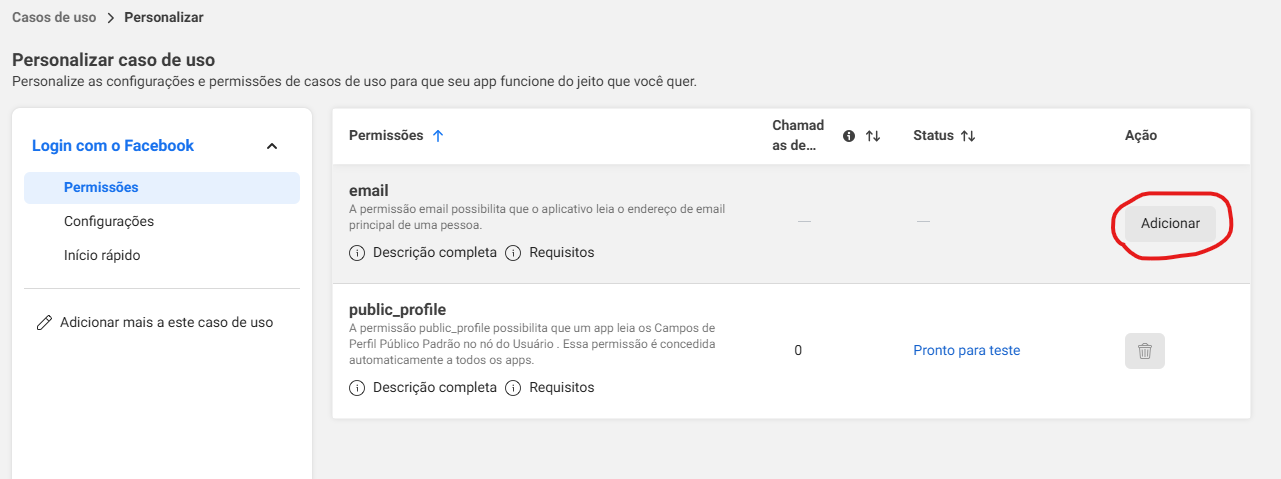 Casos de uso > Personalizar
Personalizar caso de uso
Personalize as configurações e permissões de casos de uso para que seu app funcione do jeito que você quer.
Login com o Facebook
Permissões
Configurações
Início rápido
Adicionar mais a este caso de uso
Permissões
Chamad
as de...
Status
Ação
email
A permissão email possibilita que o aplicativo leia o endereço de email
principal de uma pessoa.
— — Adicionar
Descrição completa Requisitos
public_profile
A permissão public_profile possibilita que um app leia os Campos de
Perfil Público Padrão no nó do Usuário . Essa permissão é concedida
automaticamente a todos os apps.
0 Pronto para teste
Descrição completa Requisitos